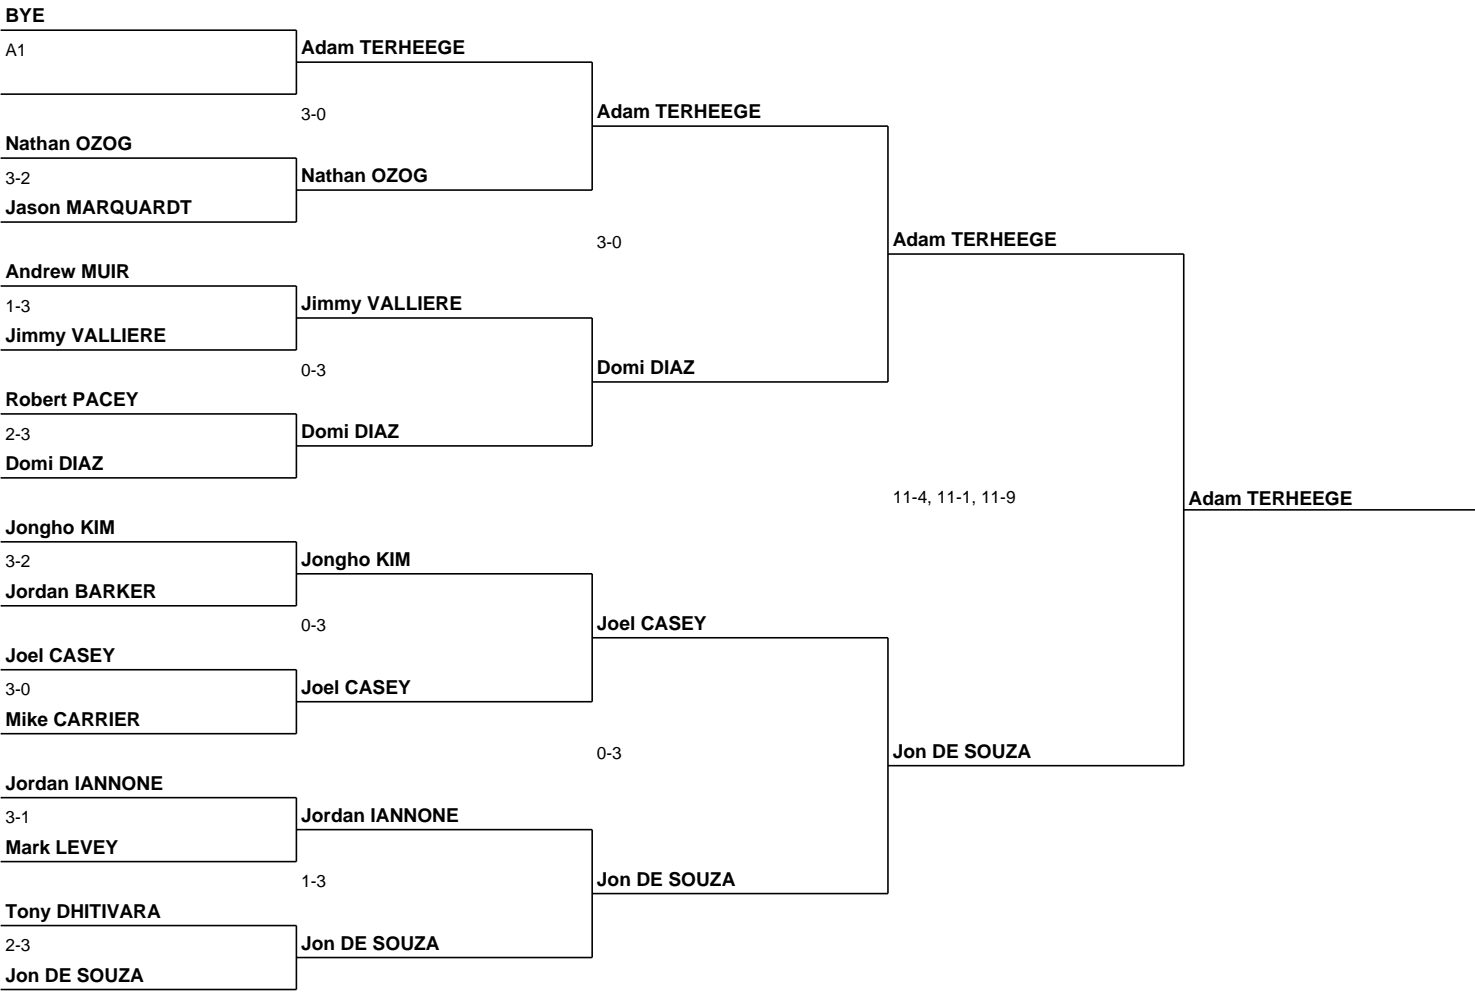 BYE
A1
Adam TERHEEGE
3-0
Adam TERHEEGE
Nathan OZOG
3-2
Nathan OZOG
Jason MARQUARDT
3-0
Adam TERHEEGE
Andrew MUIR
1-3
Jimmy VALLIERE
Jimmy VALLIERE
0-3
Domi DIAZ
Robert PACEY
2-3
Domi DIAZ
Domi DIAZ
11-4, 11-1, 11-9
Adam TERHEEGE
Jongho KIM
3-2
Jongho KIM
Jordan BARKER
0-3
Joel CASEY
Joel CASEY
3-0
Joel CASEY
Mike CARRIER
0-3
Jon DE SOUZA
Jordan IANNONE
3-1
Jordan IANNONE
Mark LEVEY
1-3
Jon DE SOUZA
Tony DHITIVARA
2-3
Jon DE SOUZA
Jon DE SOUZA